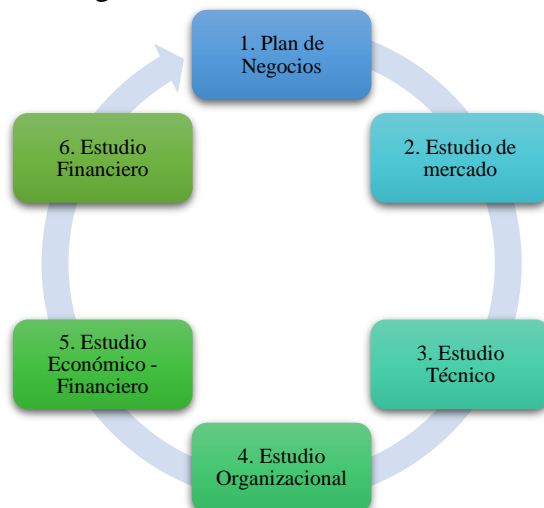 1. Plan de
Negocios
2. Estudio de
mercado
3. Estudio
Técnico
4. Estudio
Organizacional
5. Estudio
Económico -
Financiero
6. Estudio
Financiero